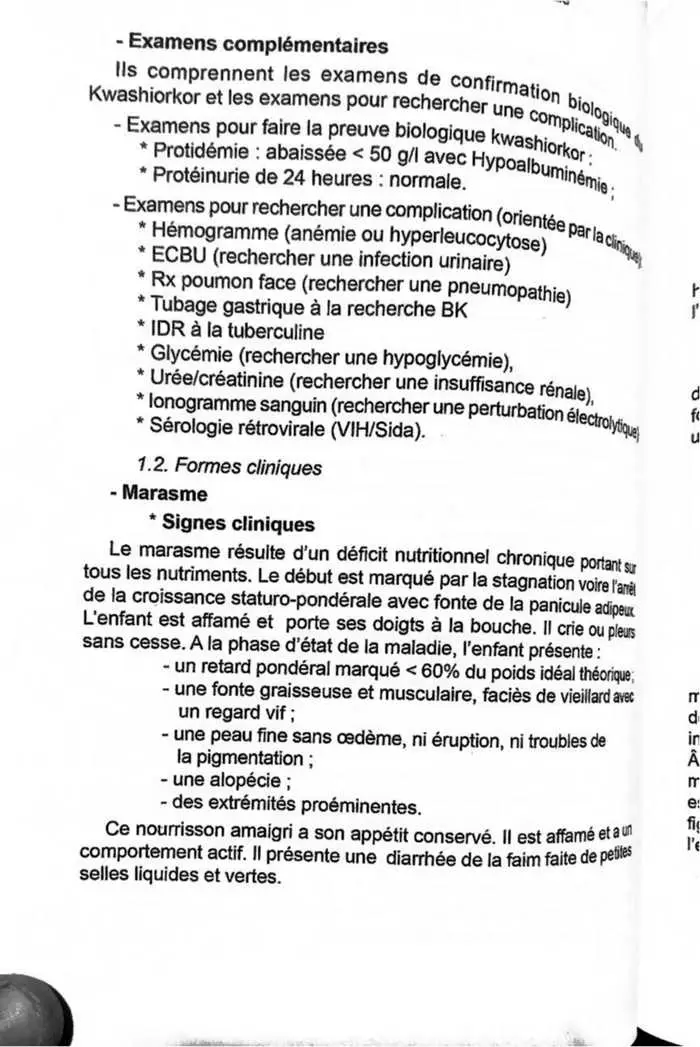 - Examens complémentaires
Ils comprennent les examens de confirmation biologique du
Kwashiorkor et les examens pour rechercher une complication.
- Examens pour faire la preuve biologique kwashiorkor :
* Protidémie : abaissée < 50 g/l avec Hypoalbuminémie ;
* Protéinurie de 24 heures : normale.
- Examens pour rechercher une complication (orientée par la clinique)
* Hémogramme (anémie ou hyperleucocytose)
* ECBU (rechercher une infection urinaire)
* Rx poumon face (rechercher une pneumopathie)
* Tubage gastrique à la recherche BK
* IDR à la tuberculine
* Glycémie (rechercher une hypoglycémie),
* Urée/créatinine (rechercher une insuffisance rénale),
* Ionogramme sanguin (rechercher une perturbation électrolytique)
* Sérologie rétrovirale (VIH/Sida).
1.2. Formes cliniques
- Marasme
* Signes cliniques
Le marasme résulte d'un déficit nutritionnel chronique portant sur
tous les nutriments. Le début est marqué par la stagnation voire l'arrêt
de la croissance staturo-pondérale avec fonte de la panicule adipeux.
L'enfant est affamé et porte ses doigts à la bouche. Il crie ou pleurs
sans cesse. A la phase d'état de la maladie, l'enfant présente :
- un retard pondéral marqué < 60% du poids idéal théorique;
- une fonte graisseuse et musculaire, faciès de vieillard avec
un regard vif ;
- une peau fine sans œdème, ni éruption, ni troubles de
la pigmentation ;
- une alopécie ;
- des extrémités proéminentes.
Ce nourrisson amaigri a son appétit conservé. Il est affamé et a un
comportement actif. Il présente une diarrhée de la faim faite de petites
selles liquides et vertes.